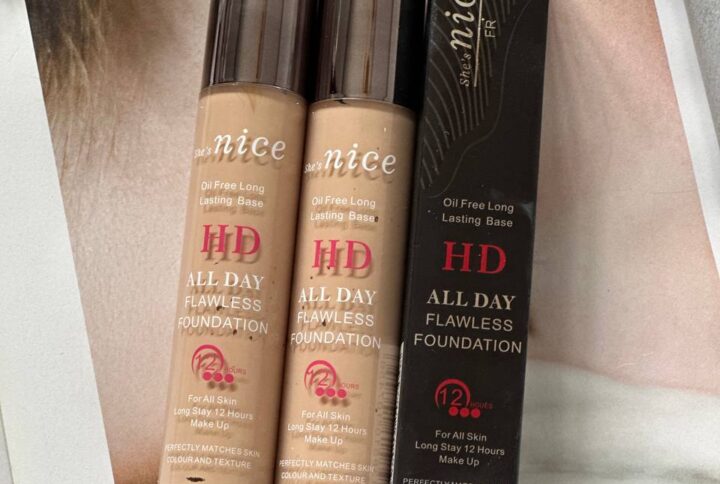 She's nice
Oil Free Long
Lasting Base
HD
ALL DAY
FLAWLESS
FOUNDATION
12 HOURS
For All Skin
Long Stay 12 Hours
Make Up
PERFECTLY MATCHES SKIN
COLOUR AND TEXTURE
She's nice
Oil Free Long
Lasting Base
HD
ALL DAY
FLAWLESS
FOUNDATION
12 HOURS
For All Skin
Long Stay 12 Hours
Make Up
PERFECTLY MATCHES SKIN
COLOUR AND TEXTURE
She's nic
FR
Oil Free Long
Lasting Base
HD
ALL DAY
FLAWLESS
FOUNDATION
12 HOURS
For All Skin
Long Stay 12 Hours
Make Up
PERFECTLY MATCHES